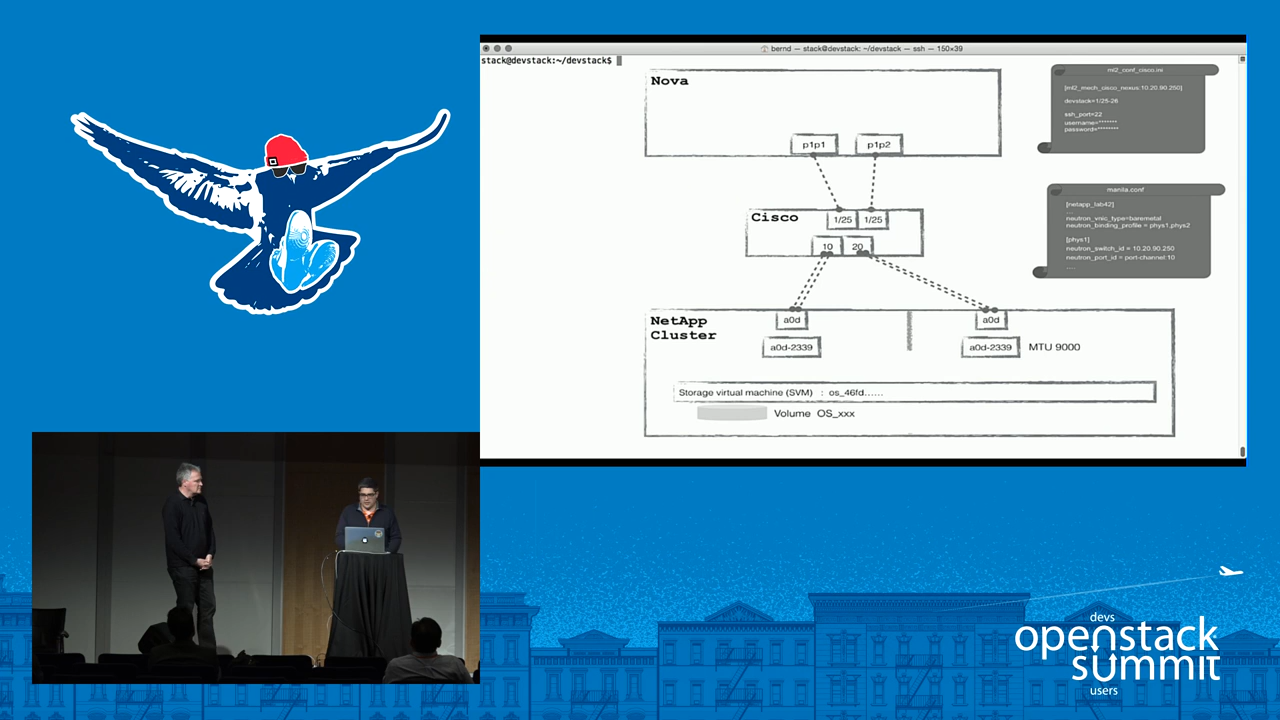 bernd — stack@devstack: ~/devstack — ssh — 150×39
stack@devstack:~/devstack$
Nova
p1p1
p1p2
Cisco
1/25
1/25
10
20
NetApp
Cluster
a0d
a0d
a0d-2339
a0d-2339
MTU 9000
Storage virtual machine (SVM) : os_46fd......
Volume OS_xxx
ml2_conf_cisco.ini
[ml2_mech_cisco_nexus:10.20.90.250]
devstack=1/25-26
ssh_port=22
username=*******
password=********
manila.conf
[netapp_lab42]
...
neutron_vnic_type=baremetal
neutron_binding_profile = phys1,phys2
[phys1]
neutron_switch_id = 10.20.90.250
neutron_port_id = port-channel:10
....
devs
openstack
summit
users